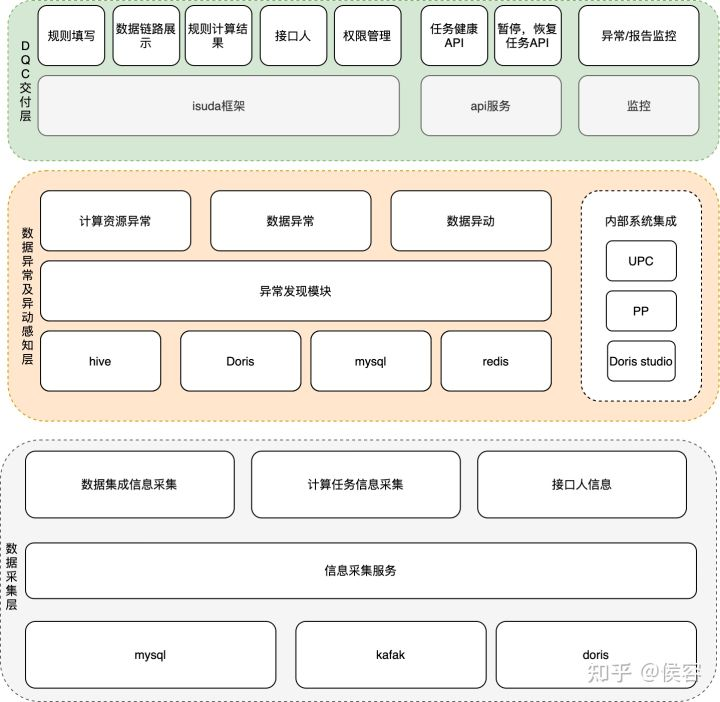 DQC交付层
规则填写
数据链路展
示
规则计算结
果
接口人
权限管理
任务健康
API
暂停，恢复
任务API
异常/报告监控
isuda框架
api服务
监控
数据异常及异动感知层
计算资源异常
数据异常
数据异动
内部系统集成
异常发现模块
UPC
PP
Doris studio
hive
Doris
mysql
redis
数据采集层
数据集成信息采集
计算任务信息采集
接口人信息
信息采集服务
mysql
kafak
doris
知乎 @侯容